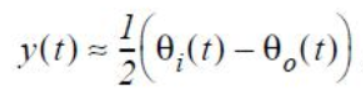 y(t) ≈ 1/2 (θᵢ(t) – θₒ(t))